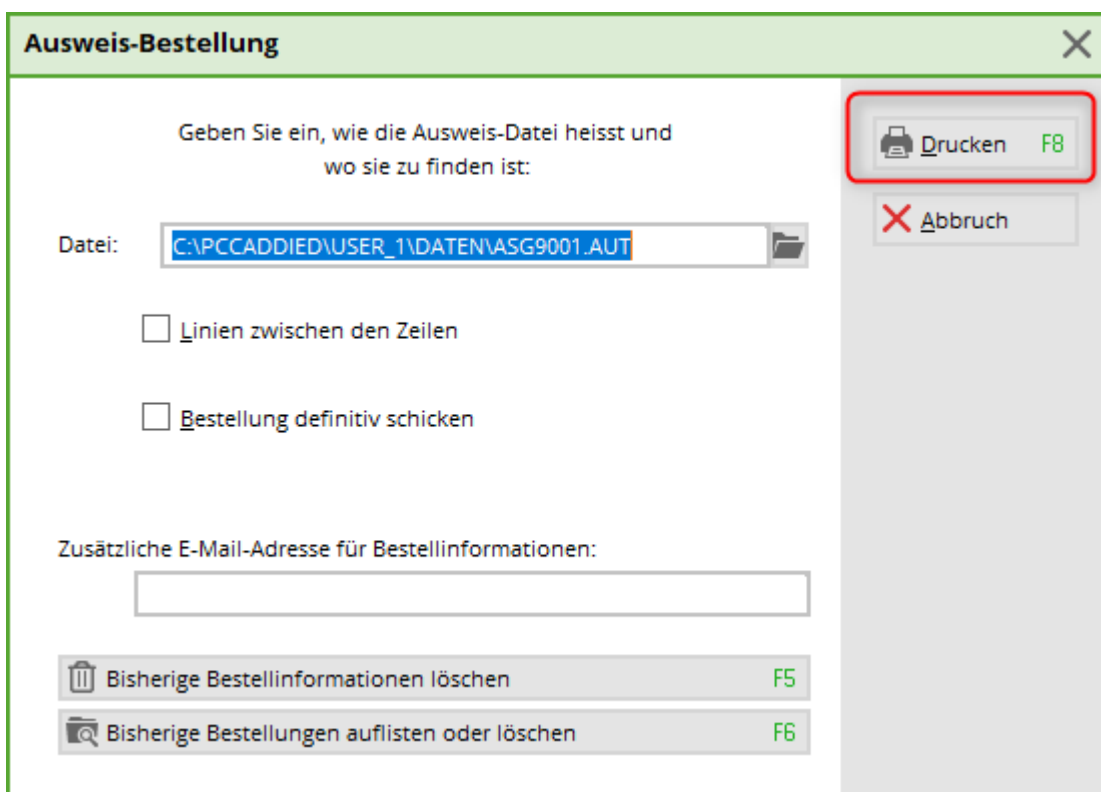 Ausweis-Bestellung
Geben Sie ein, wie die Ausweis-Datei heisst und
wo sie zu finden ist:
Drucken F8
Abbruch
Datei: C:\PCCADDIED\USER_1\DATEN\ASG9001.AUT
Linien zwischen den Zeilen
Bestellung definitiv schicken
Zusätzliche E-Mail-Adresse für Bestellinformationen:
Bisherige Bestellinformationen löschen F5
Bisherige Bestellungen auflisten oder löschen F6